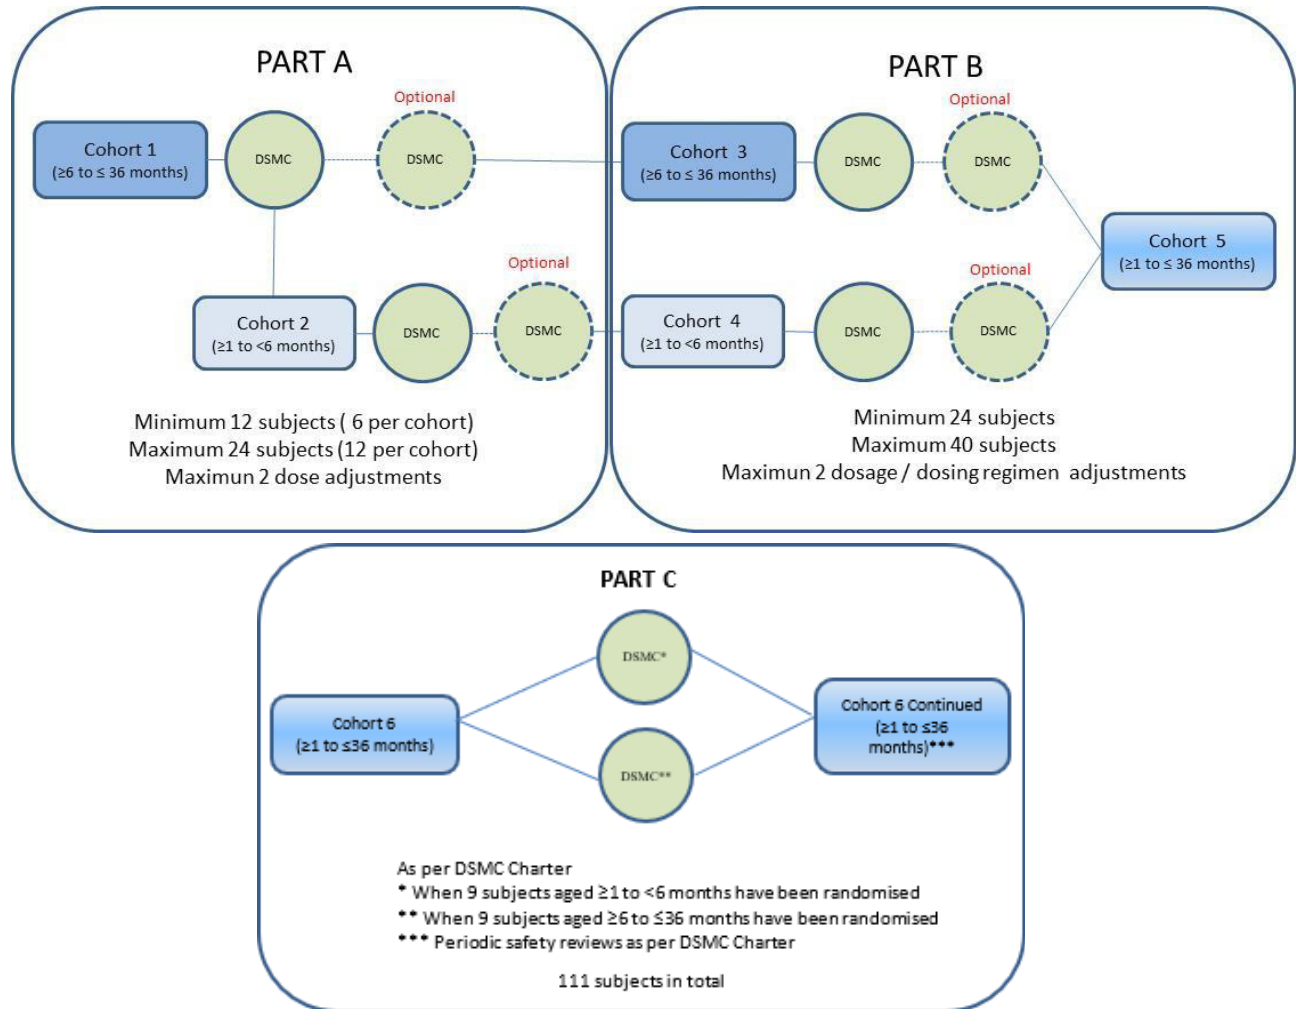 PART A
Optional
Cohort 1
(≥6 to ≤ 36 months)
DSMC
DSMC
Optional
Cohort 2
(≥1 to <6 months)
DSMC
DSMC
Minimum 12 subjects ( 6 per cohort)
Maximum 24 subjects (12 per cohort)
Maximun 2 dose adjustments
PART B
Optional
Cohort 3
(≥6 to ≤ 36 months)
DSMC
DSMC
Cohort 5
(≥1 to ≤ 36 months)
Optional
Cohort 4
(≥1 to <6 months)
DSMC
DSMC
Minimum 24 subjects
Maximum 40 subjects
Maximun 2 dosage / dosing regimen adjustments
PART C
DSMC*
Cohort 6
(≥1 to ≤36 months)
Cohort 6 Continued
(≥1 to ≤36
months)***
DSMC**
As per DSMC Charter
* When 9 subjects aged ≥1 to <6 months have been randomised
** When 9 subjects aged ≥6 to ≤36 months have been randomised
*** Periodic safety reviews as per DSMC Charter
111 subjects in total